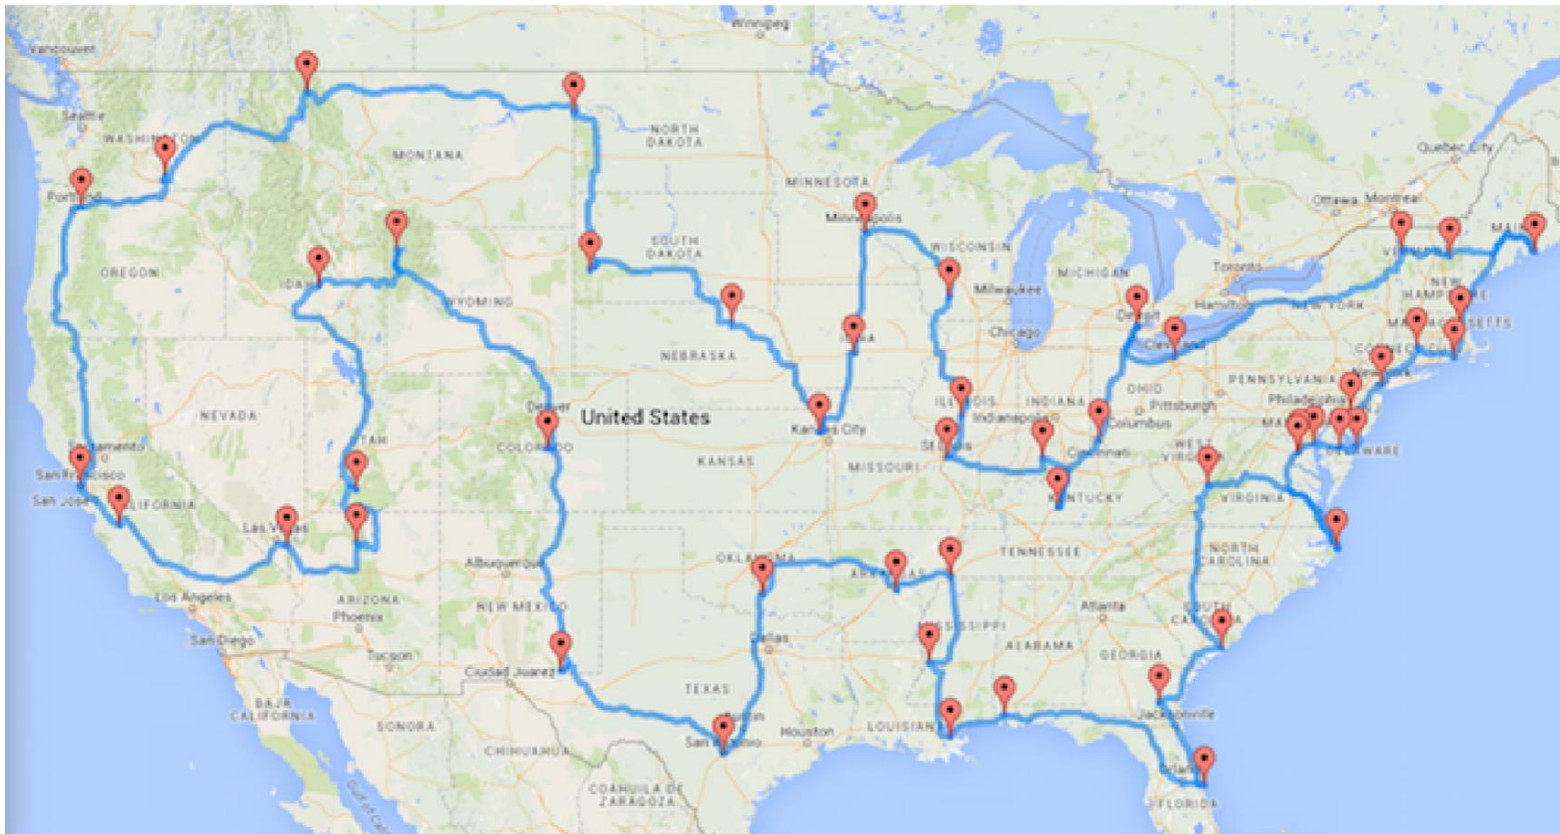 Winnipeg
Vancouver
Seattle
WASHINGTON
NORTH
DAKOTA
MONTANA
Quebec City
MINNESOTA
Ottawa
Montreal
Portland
Minneapolis
SOUTH
DAKOTA
WISCONSIN
OREGON
MICHIGAN
Toronto
WYOMING
Milwaukee
Hamilton
NEW YORK
NEW
HAMPSHIRE
Detroit
Chicago
Cleveland
NEBRASKA
OHIO
PENNSYLVANIA
INDIANA
Philadelphia
Pittsburgh
Denver
United States
NEVADA
Indianapolis
Columbus
Kansas City
Sacramento
UTAH
COLORADO
WEST
Cincinnati
DELAWARE
KANSAS
MISSOURI
San Francisco
San Jose
CALIFORNIA
KENTUCKY
VIRGINIA
Las Vegas
TENNESSEE
NORTH
CAROLINA
OKLAHOMA
Albuquerque
ARKANSAS
Los Angeles
ARIZONA
NEW MEXICO
Phoenix
Atlanta
SOUTH
CAROLINA
San Diego
Dallas
MISSISSIPPI
ALABAMA
GEORGIA
Tucson
Ciudad Juarez
TEXAS
BAJA
CALIFORNIA
SONORA
Austin
San Antonio
Houston
LOUISIANA
Jacksonville
CHIHUAHUA
COAHUILA DE
ZARAGOZA
FLORIDA